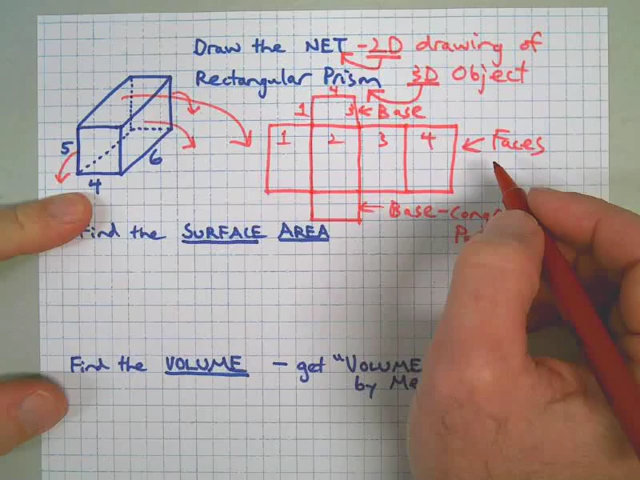 Draw the NET - 2D drawing of
Rectangular Prism 3D Object
4
1 3 ← Base
5
6
4
1 2 3 4 ← Faces
← Base-cong
Find the SURFACE AREA
Find the VOLUME - get "VOLUME
by Me